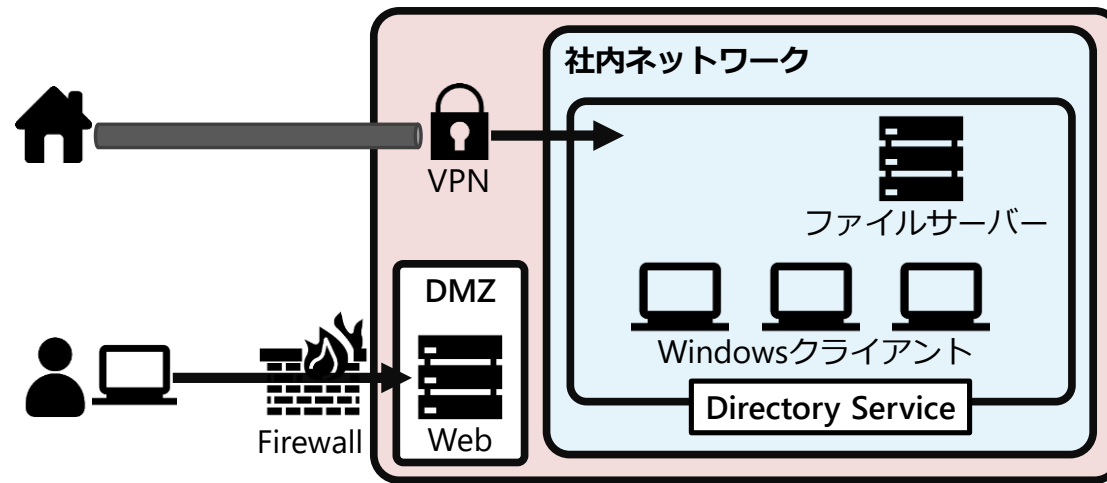 社内ネットワーク
VPN
ファイルサーバー
DMZ
Windowsクライアント
Directory Service
Firewall
Web